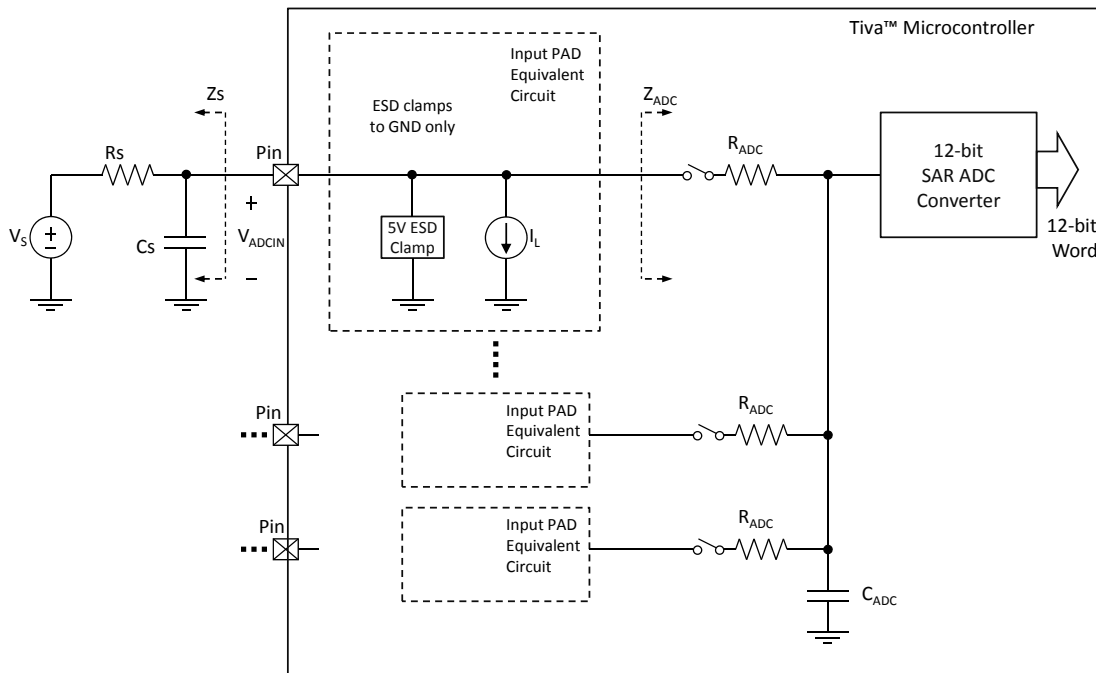 Tiva™ Microcontroller
Input PAD
Equivalent
Circuit
ESD clamps
to GND only
Zs
ZADC
Rs
Pin
RADC
12-bit
SAR ADC
Converter
+
VADCIN
−
VS
+
−
Cs
5V ESD
Clamp
IL
12-bit
Word
Pin
Input PAD
Equivalent
Circuit
RADC
Pin
Input PAD
Equivalent
Circuit
RADC
CADC